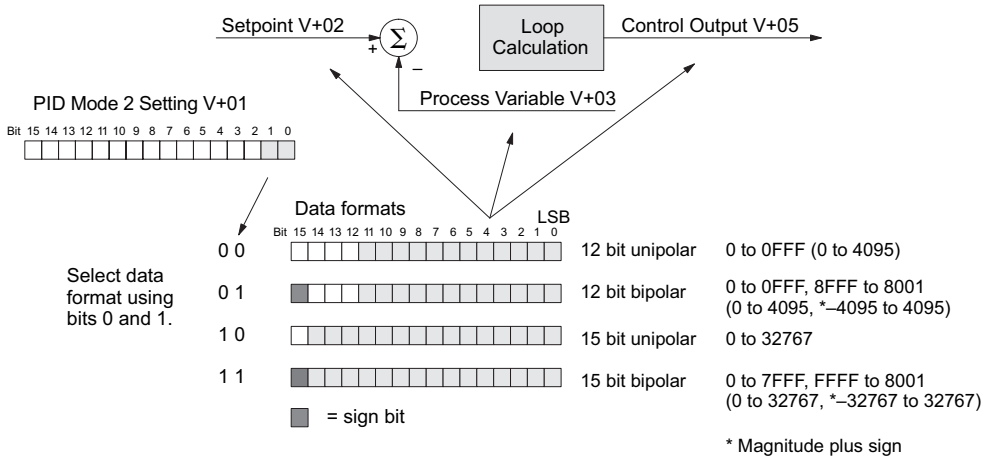 Setpoint V+02
+
Σ
–
Loop
Calculation
Control Output V+05
Process Variable V+03
PID Mode 2 Setting V+01
Bit 15 14 13 12 11 10 9 8 7 6 5 4 3 2 1 0
Data formats
LSB
Bit 15 14 13 12 11 10 9 8 7 6 5 4 3 2 1 0
Select data
format using
bits 0 and 1.
0 0
12 bit unipolar
0 to 0FFF (0 to 4095)
0 1
12 bit bipolar
0 to 0FFF, 8FFF to 8001
(0 to 4095, *–4095 to 4095)
1 0
15 bit unipolar
0 to 32767
1 1
15 bit bipolar
0 to 7FFF, FFFF to 8001
(0 to 32767, *–32767 to 32767)
= sign bit
* Magnitude plus sign